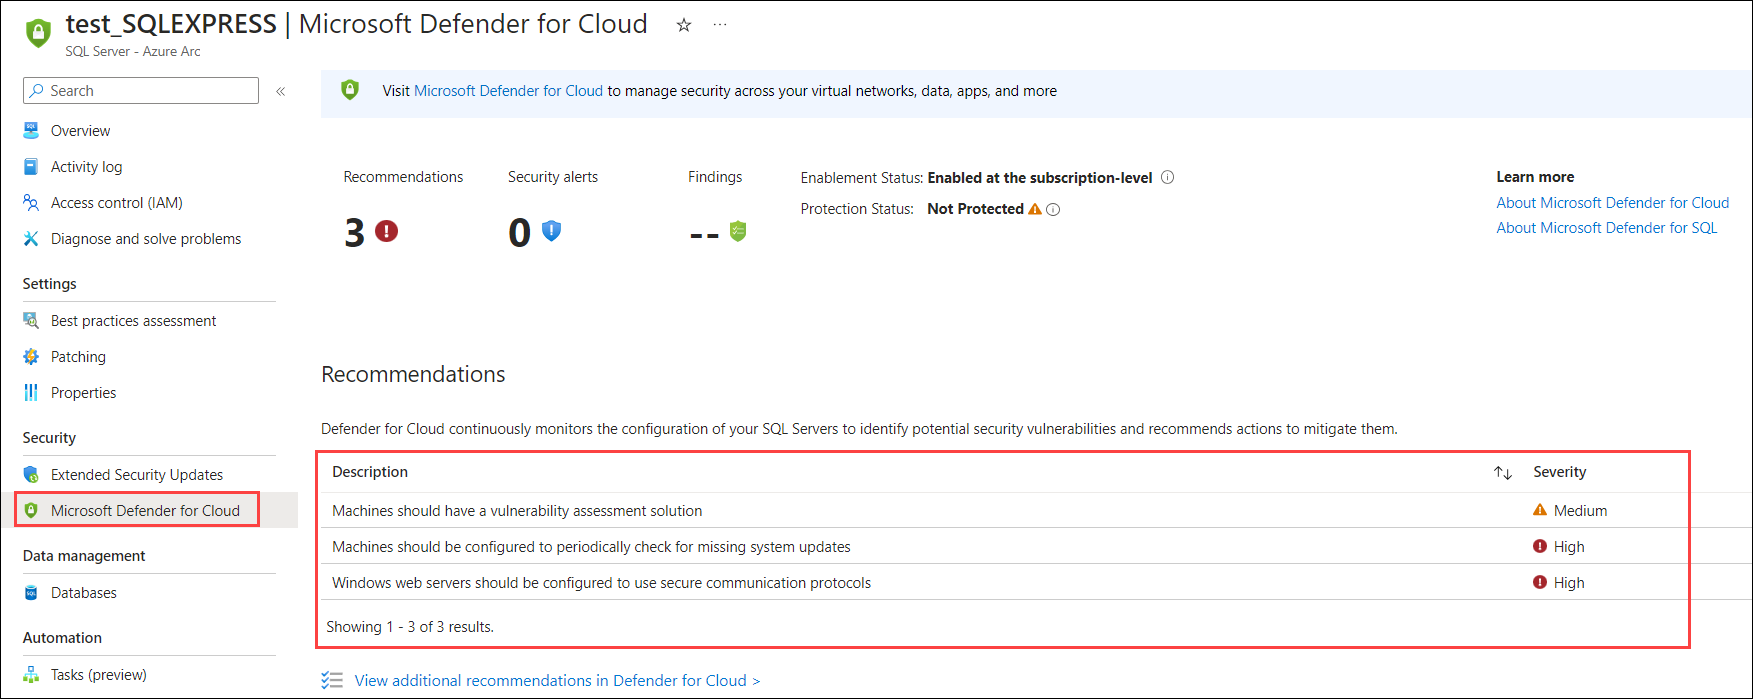 test_SQLEXPRESS | Microsoft Defender for Cloud
SQL Server - Azure Arc
Search
Overview
Activity log
Access control (IAM)
Diagnose and solve problems
Settings
Best practices assessment
Patching
Properties
Security
Extended Security Updates
Microsoft Defender for Cloud
Data management
Databases
Automation
Tasks (preview)
Visit Microsoft Defender for Cloud to manage security across your virtual networks, data, apps, and more
Recommendations
3
Security alerts
0
Findings
--
Enablement Status: Enabled at the subscription-level
Protection Status: Not Protected
Learn more
About Microsoft Defender for Cloud
About Microsoft Defender for SQL
Recommendations
Defender for Cloud continuously monitors the configuration of your SQL Servers to identify potential security vulnerabilities and recommends actions to mitigate them.
Description Severity
Machines should have a vulnerability assessment solution Medium
Machines should be configured to periodically check for missing system updates High
Windows web servers should be configured to use secure communication protocols High
Showing 1 - 3 of 3 results.
View additional recommendations in Defender for Cloud >